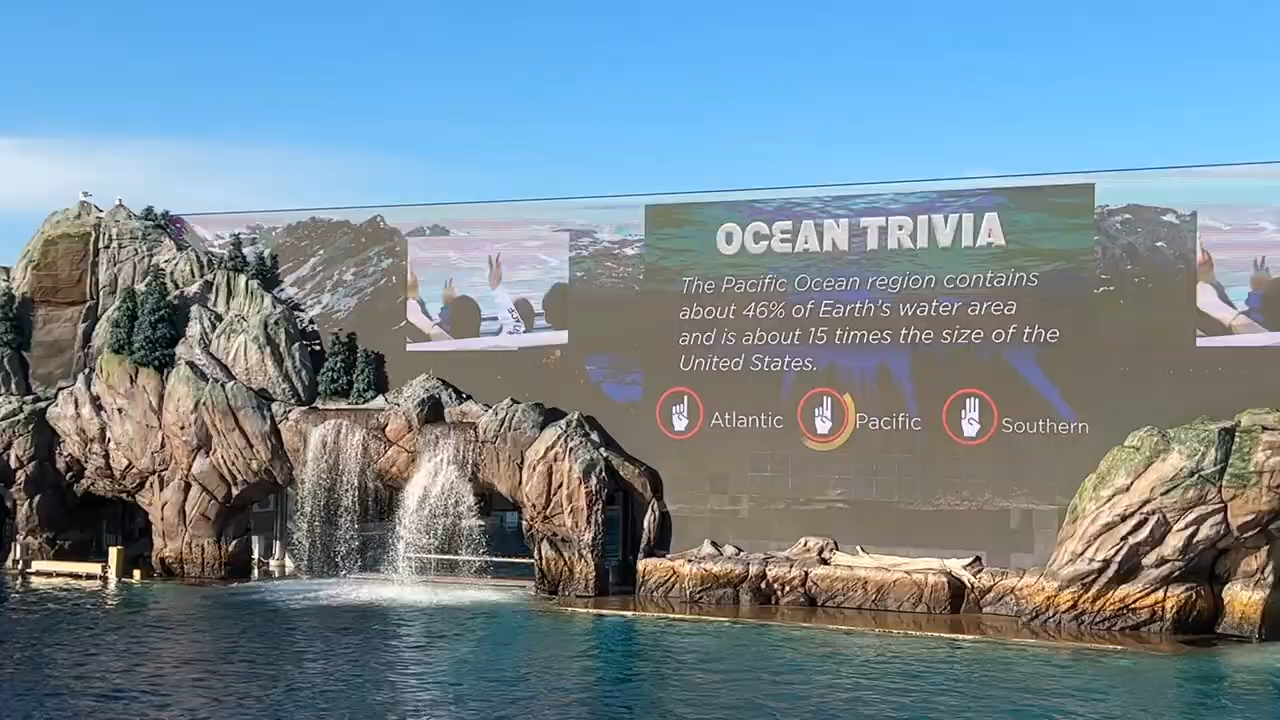 OCEAN TRIVIA
The Pacific Ocean region contains
about 46% of Earth's water area
and is about 15 times the size of the
United States.
Atlantic Pacific Southern